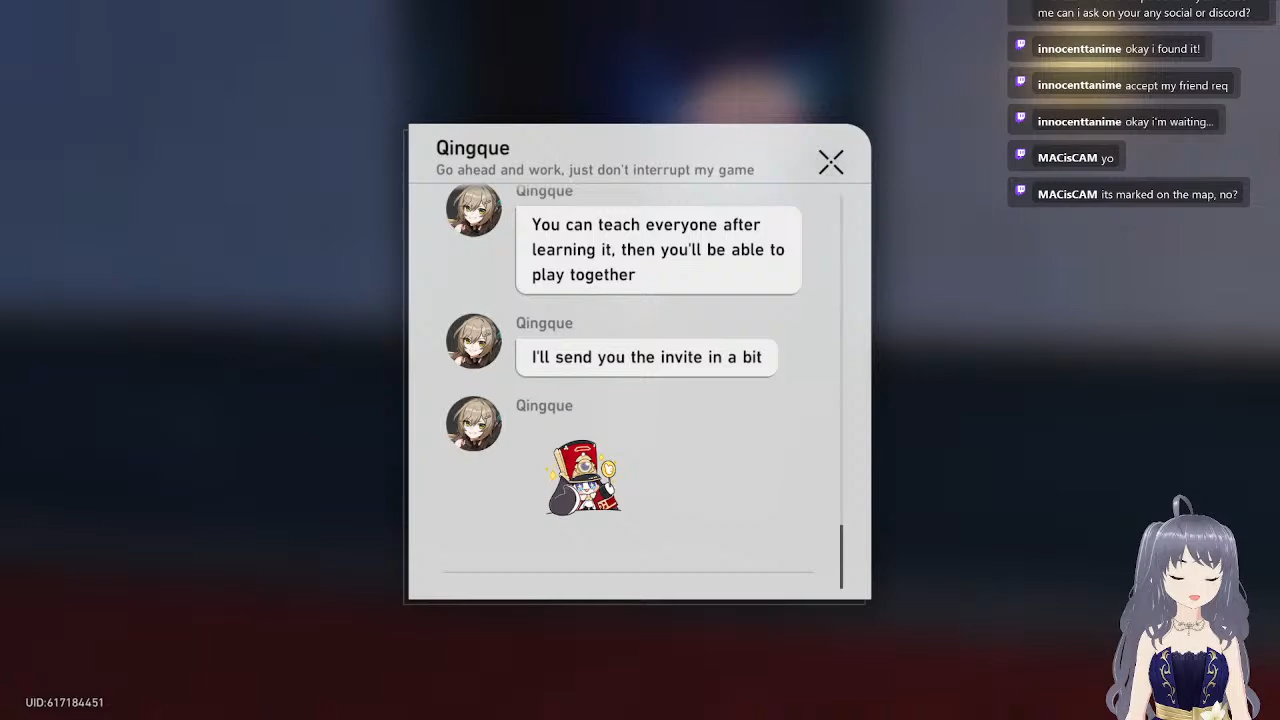 Qingque
Go ahead and work, just don't interrupt my game
Qingque
You can teach everyone after
learning it, then you'll be able to
play together
Qingque
I'll send you the invite in a bit
Qingque
me can i ask on your any social or discord?
innocenttanime okay i found it!
innocenttanime accept my friend req
innocenttanime okay i'm waiting...
MACisCAM yo
MACisCAM its marked on the map, no?
UID:617184451